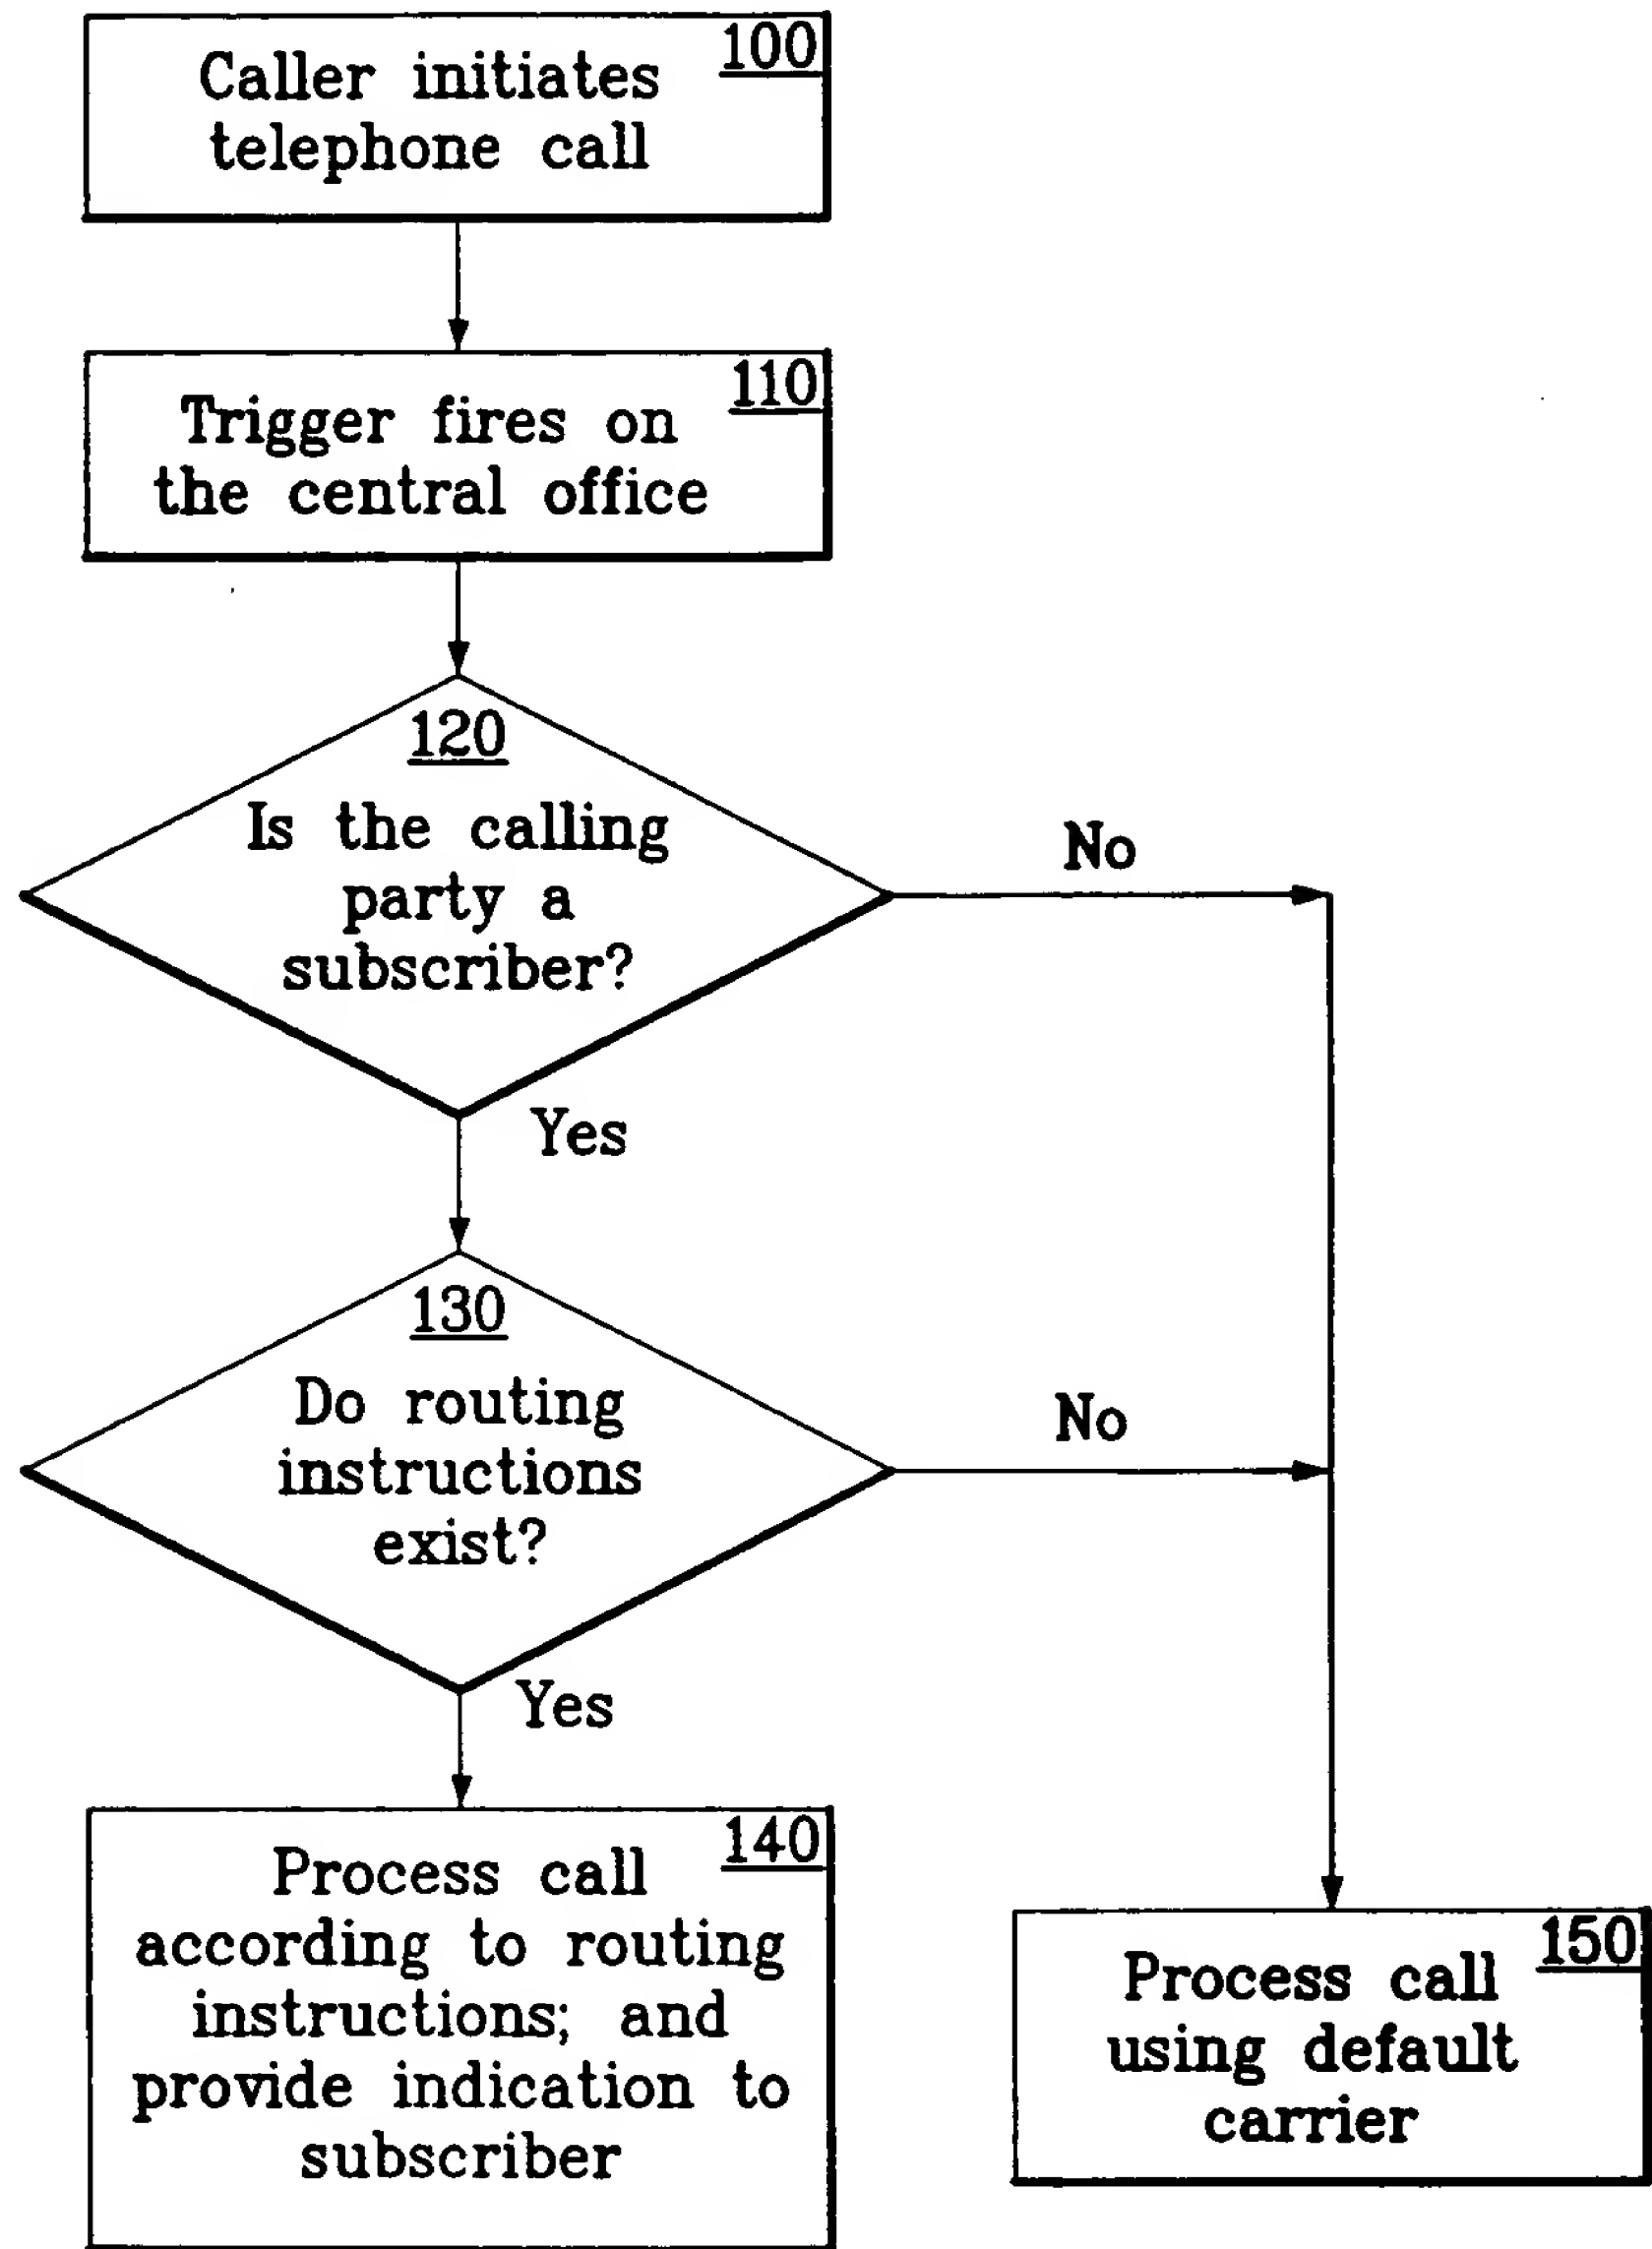 100
Caller initiates
telephone call
110
Trigger fires on
the central office
120
Is the calling
party a
subscriber?
No
Yes
130
Do routing
instructions
exist?
No
Yes
140
Process call
according to routing
instructions; and
provide indication to
subscriber
150
Process call
using default
carrier